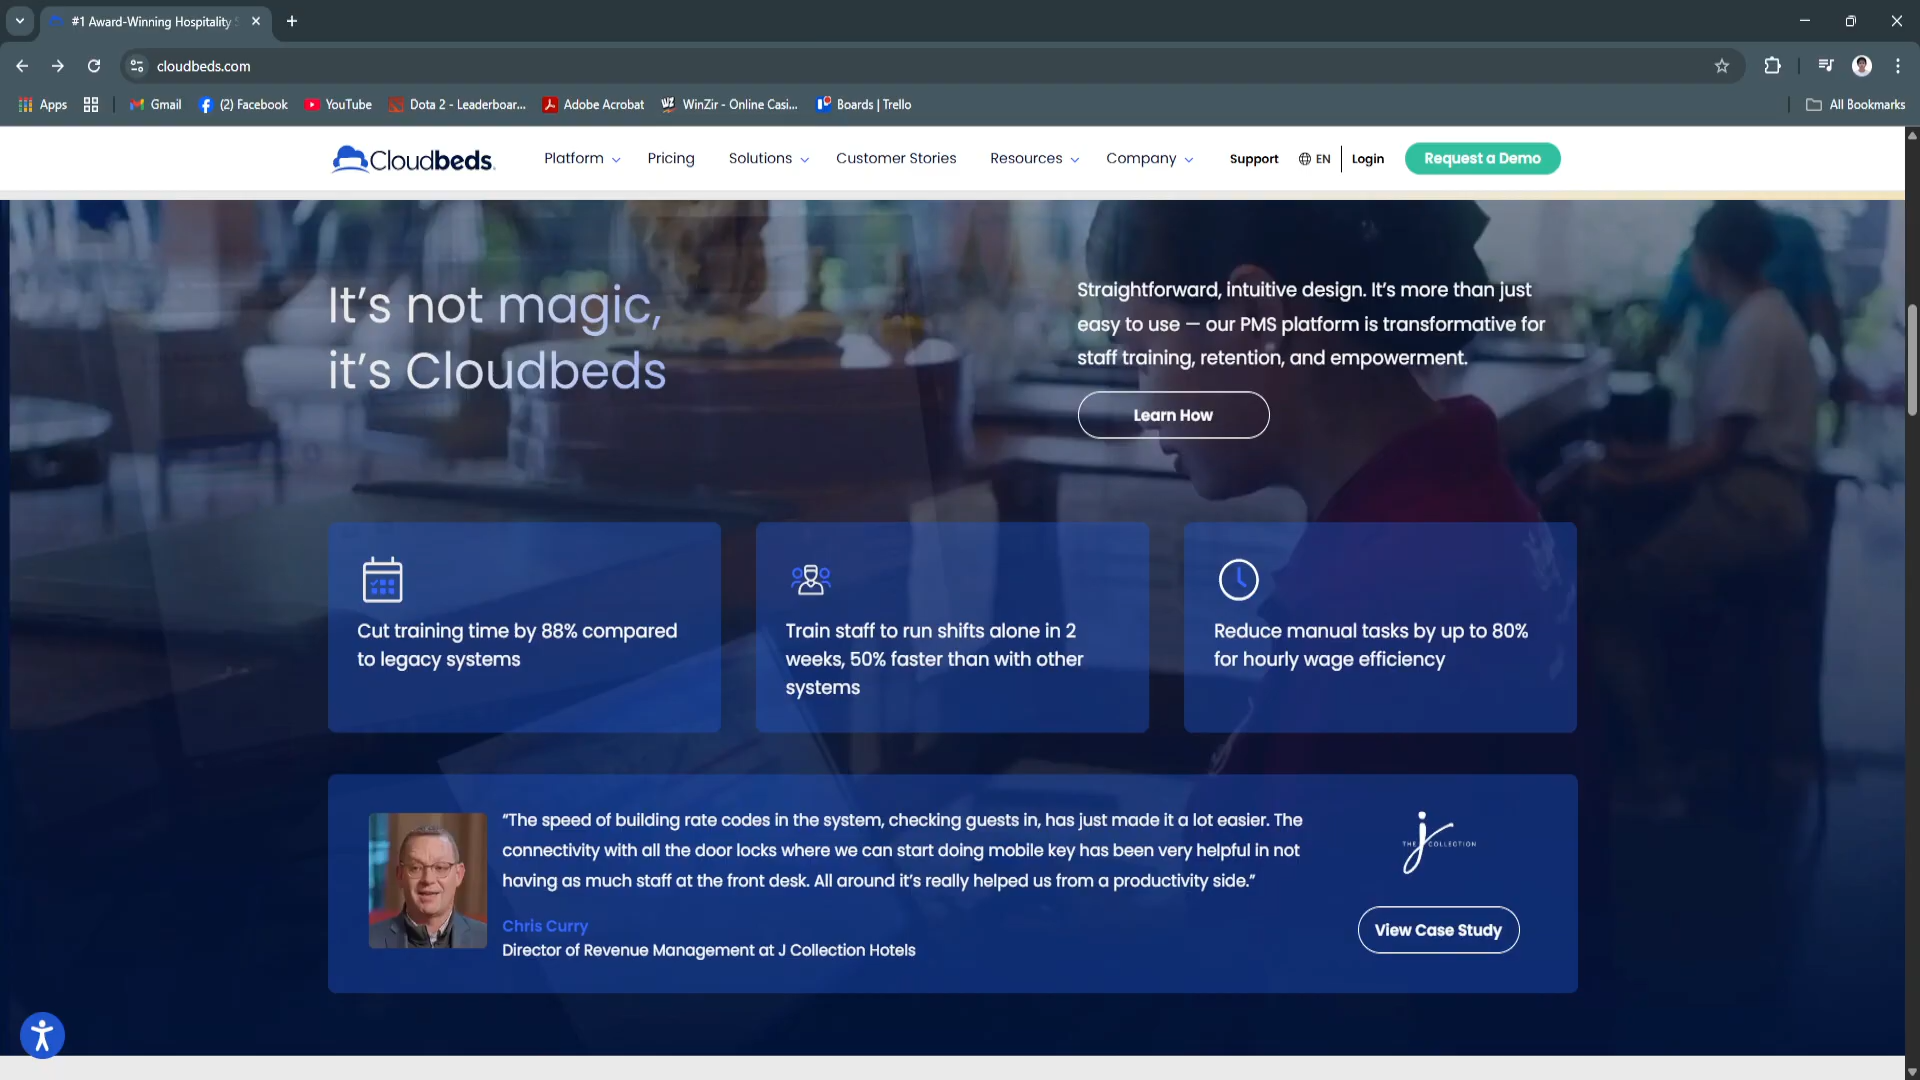 #1 Award-Winning Hospitality
cloudbeds.com
Apps
Gmail
(2) Facebook
YouTube
Dota 2 - Leaderboar...
Adobe Acrobat
WinZir - Online Casi...
Boards | Trello
All Bookmarks
Cloudbeds
Platform
Pricing
Solutions
Customer Stories
Resources
Company
Support
EN
Login
Request a Demo
It's not magic,
it's Cloudbeds
Straightforward, intuitive design. It's more than just
easy to use — our PMS platform is transformative for
staff training, retention, and empowerment.
Learn How
Cut training time by 88% compared
to legacy systems
Train staff to run shifts alone in 2
weeks, 50% faster than with other
systems
Reduce manual tasks by up to 80%
for hourly wage efficiency
“The speed of building rate codes in the system, checking guests in, has just made it a lot easier. The
connectivity with all the door locks where we can start doing mobile key has been very helpful in not
having as much staff at the front desk. All around it's really helped us from a productivity side.”
Chris Curry
Director of Revenue Management at J Collection Hotels
THE J COLLECTION
View Case Study